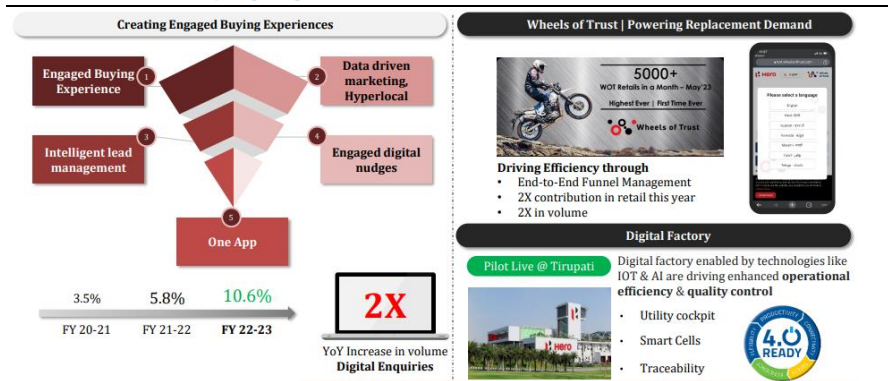 Creating Engaged Buying Experiences
Engaged Buying
Experience
1
2
Data driven
marketing,
Hyperlocal
3
Intelligent lead
management
4
Engaged digital
nudges
5
One App
3.5%
5.8%
10.6%
FY 20-21
FY 21-22
FY 22-23
2X
YoY Increase in volume
Digital Enquiries
Wheels of Trust | Powering Replacement Demand
5000+
WOT Retails in a Month – May'23
Highest Ever | First Time Ever
Wheels of Trust
Hero
Please select a language
English
Driving Efficiency through
• End-to-End Funnel Management
• 2X contribution in retail this year
• 2X in volume
Digital Factory
Pilot Live @ Tirupati
Digital factory enabled by technologies like
IOT & AI are driving enhanced operational
efficiency & quality control
Hero
• Utility cockpit
• Smart Cells
• Traceability
PRODUCTIVITY
CONNECTIVITY
FLEXIBILITY
4.0
READY